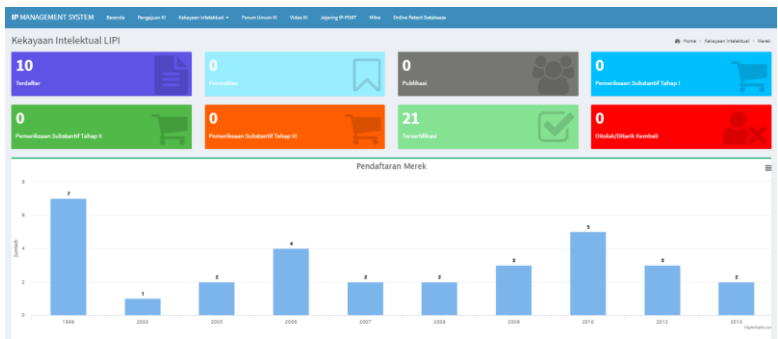 IP MANAGEMENT SYSTEM Beranda Pengajuan KI Kekayaan Intelektual Forum Umum KI Video KI Jejaring IP-PORT Mitra Online Patent Databases
Kekayaan Intelektual LIPI
Home Kekayaan Intelektual Merek
10
Terdaftar
0
Formalitas
0
Publikasi
0
Pemeriksaan Substantif Tahap I
0
Pemeriksaan Substantif Tahap II
0
Pemeriksaan Substantif Tahap III
21
Tersertifikasi
0
Ditolak/Ditarik Kembali
Pendaftaran Merek
Jumlah
8
6
4
2
0
7
1
2
4
2
2
3
5
3
2
2005 2006 2007 2008 2009 2010 2012 2013
Highcharts.com